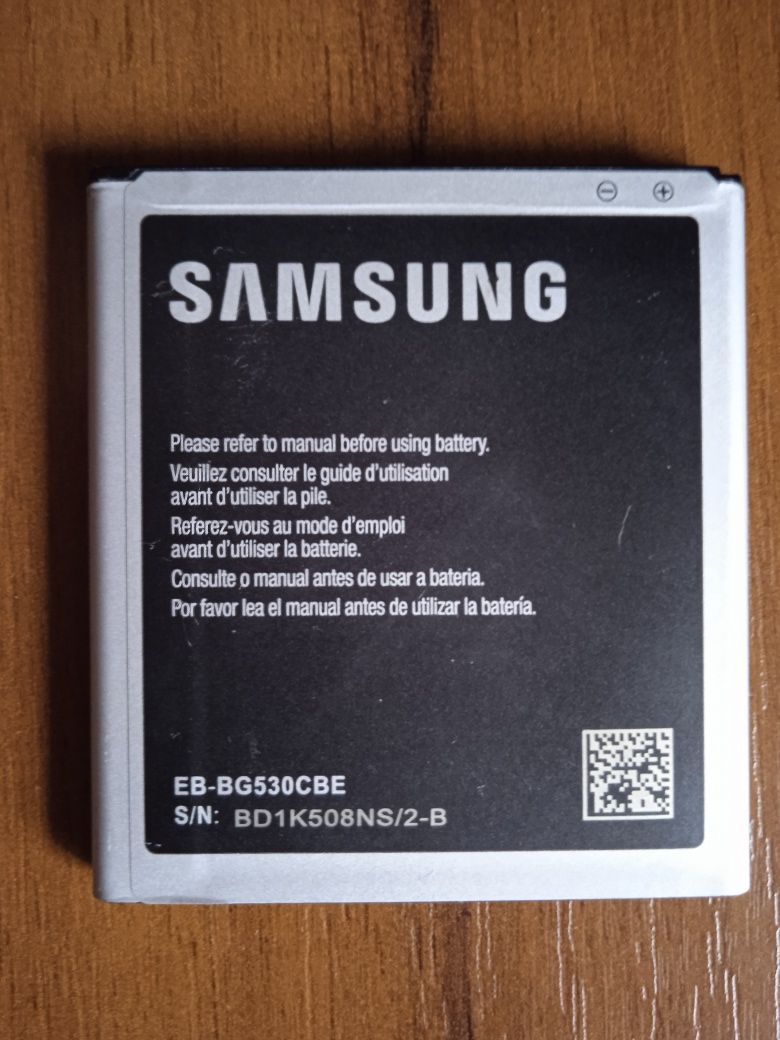 SAMSUNG
Please refer to manual before using battery.
Veuillez consulter le guide d'utilisation
avant d'utiliser la pile.
Referez-vous au mode d'emploi
avant d'utiliser la batterie.
Consulte o manual antes de usar a bateria.
Por favor lea el manual antes de utilizar la batería.
EB-BG530CBE
S/N: BD1K508NS/2-B